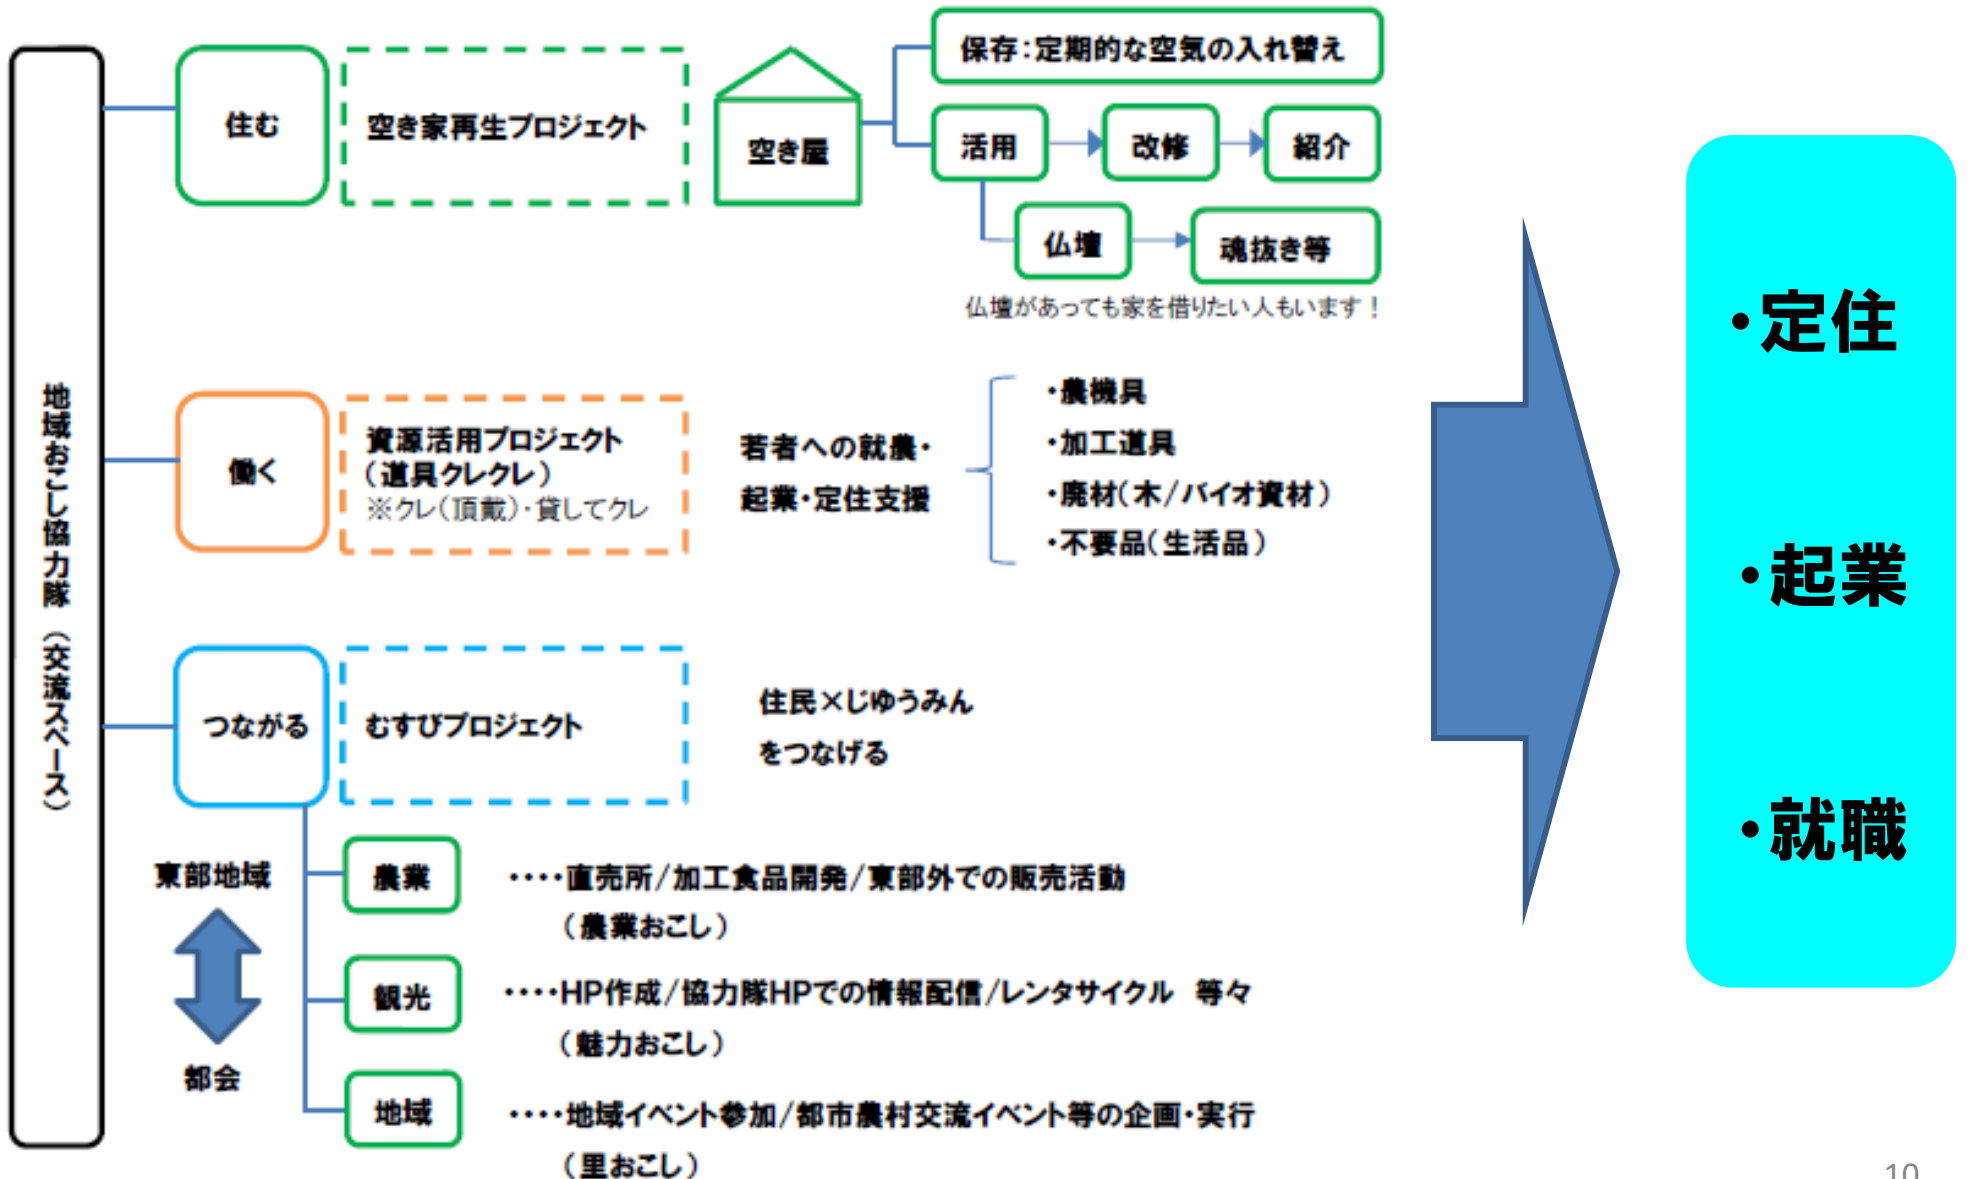 地域おこし協力隊（交流スペース）
住む
空き家再生プロジェクト
空き屋
保存：定期的な空気の入れ替え
活用
改修
紹介
仏壇
魂抜き等
仏壇があっても家を借りたい人もいます！
働く
資源活用プロジェクト
（道具クレクレ）
※クレ（頂戴）・貸してクレ
若者への就農・
起業・定住支援
・農機具
・加工道具
・廃材（木/バイオ資材）
・不要品（生活品）
つながる
むすびプロジェクト
住民×じゆうみん
をつなげる
東部地域
都会
農業
・・・・直売所/加工食品開発/東部外での販売活動
（農業おこし）
観光
・・・・HP作成/協力隊HPでの情報配信/レンタサイクル　等々
（魅力おこし）
地域
・・・・地域イベント参加/都市農村交流イベント等の企画・実行
（里おこし）
・定住
・起業
・就職
10